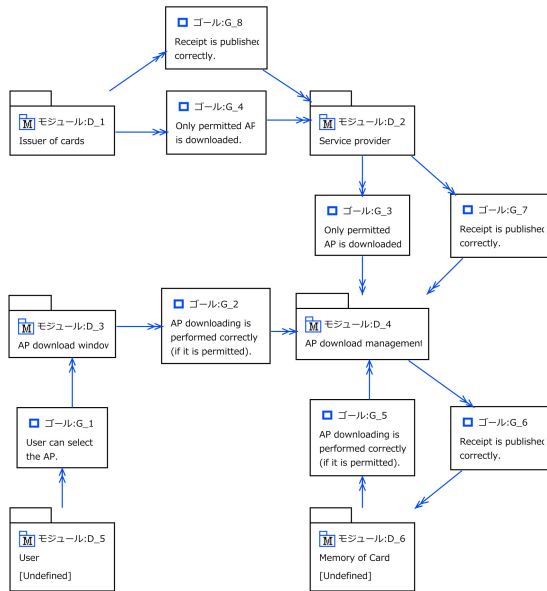 ゴール:G_8
Receipt is published
correctly.
モジュール:D_1
Issuer of cards
ゴール:G_4
Only permitted AP
is downloaded.
モジュール:D_2
Service provider
ゴール:G_3
Only permitted
AP is downloaded
ゴール:G_7
Receipt is published
correctly.
モジュール:D_3
AP download window
ゴール:G_2
AP downloading is
performed correctly
(if it is permitted).
モジュール:D_4
AP download management
ゴール:G_1
User can select
the AP.
ゴール:G_5
AP downloading is
performed correctly
(if it is permitted).
ゴール:G_6
Receipt is published
correctly.
モジュール:D_5
User
[Undefined]
モジュール:D_6
Memory of Card
[Undefined]